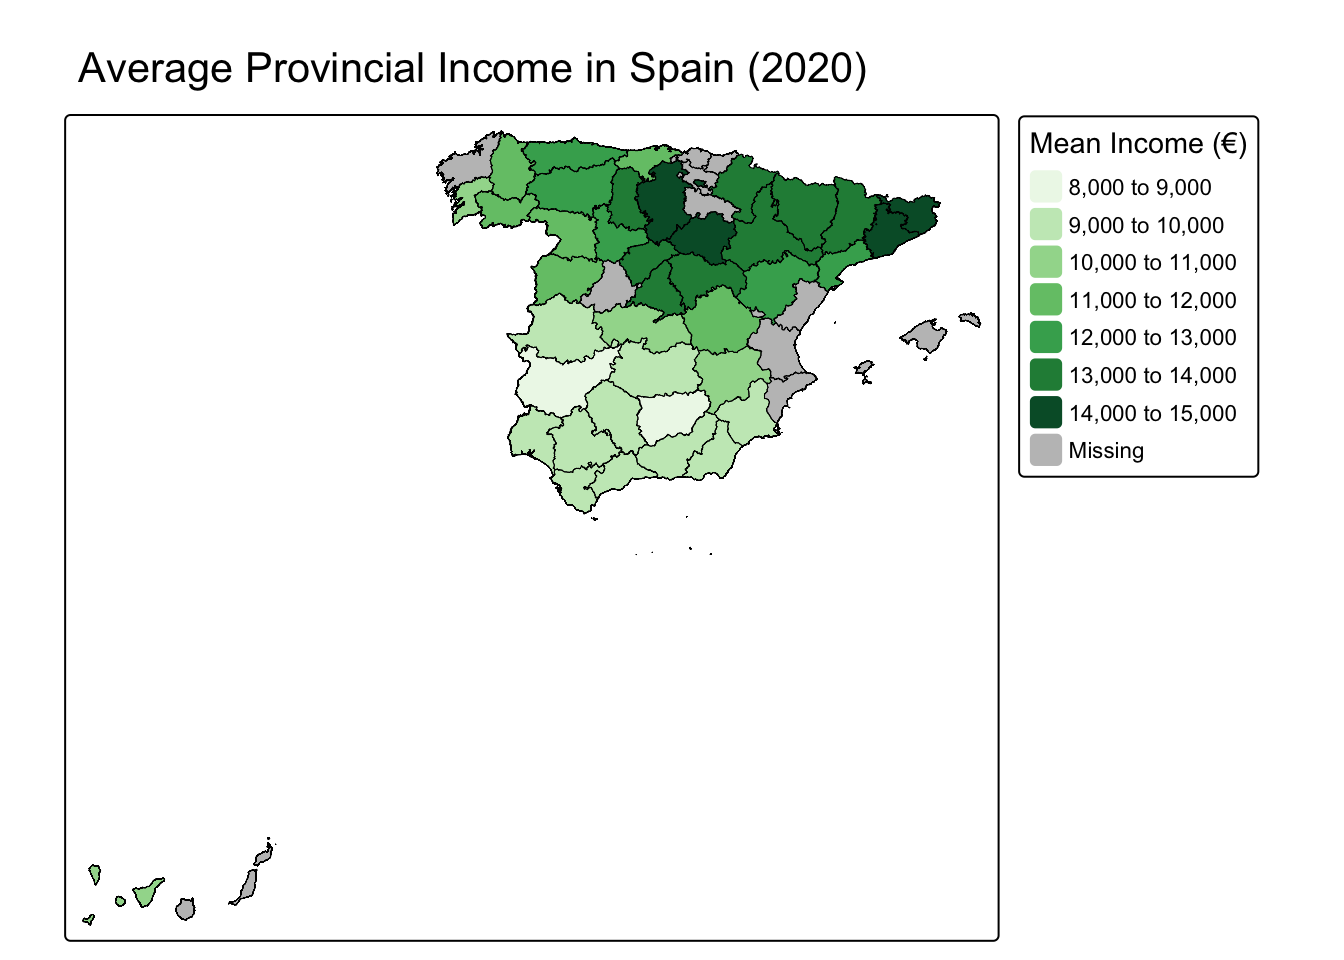 Average Provincial Income in Spain (2020)
Mean Income (€)
8,000 to 9,000
9,000 to 10,000
10,000 to 11,000
11,000 to 12,000
12,000 to 13,000
13,000 to 14,000
14,000 to 15,000
Missing